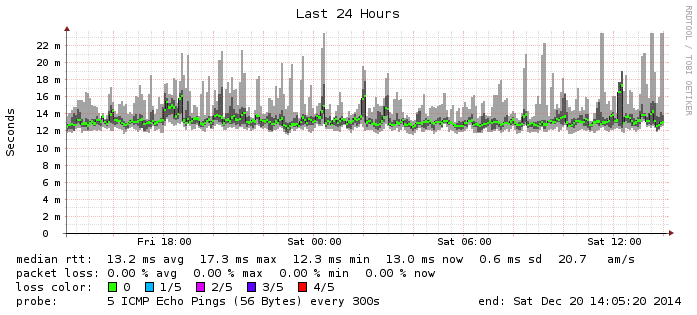 Last 24 Hours
RRDTOOL / TOBI OETIKER
Seconds
22 m
20 m
18 m
16 m
14 m
12 m
10 m
8 m
6 m
4 m
2 m
0
Fri 18:00 Sat 00:00 Sat 06:00 Sat 12:00
median rtt: 13.2 ms avg 17.3 ms max 12.3 ms min 13.0 ms now 0.6 ms sd 20.7 am/s
packet loss: 0.00 % avg 0.00 % max 0.00 % min 0.00 % now
loss color: 0 1/5 2/5 3/5 4/5
probe: 5 ICMP Echo Pings (56 Bytes) every 300s end: Sat Dec 20 14:05:20 2014